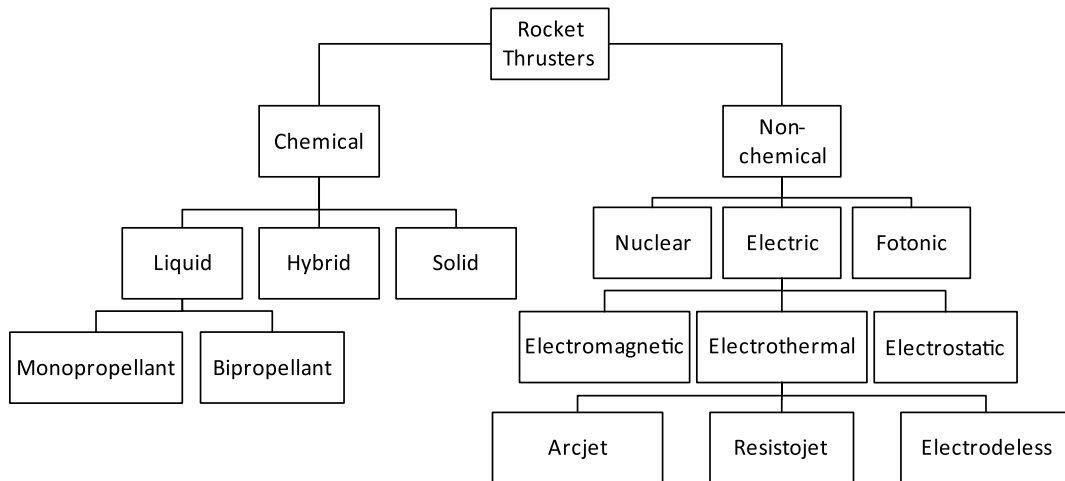 Rocket
Thrusters
Chemical
Non-
chemical
Liquid
Hybrid
Solid
Nuclear
Electric
Fotonic
Monopropellant
Bipropellant
Electromagnetic
Electrothermal
Electrostatic
Arcjet
Resistojet
Electrodeless